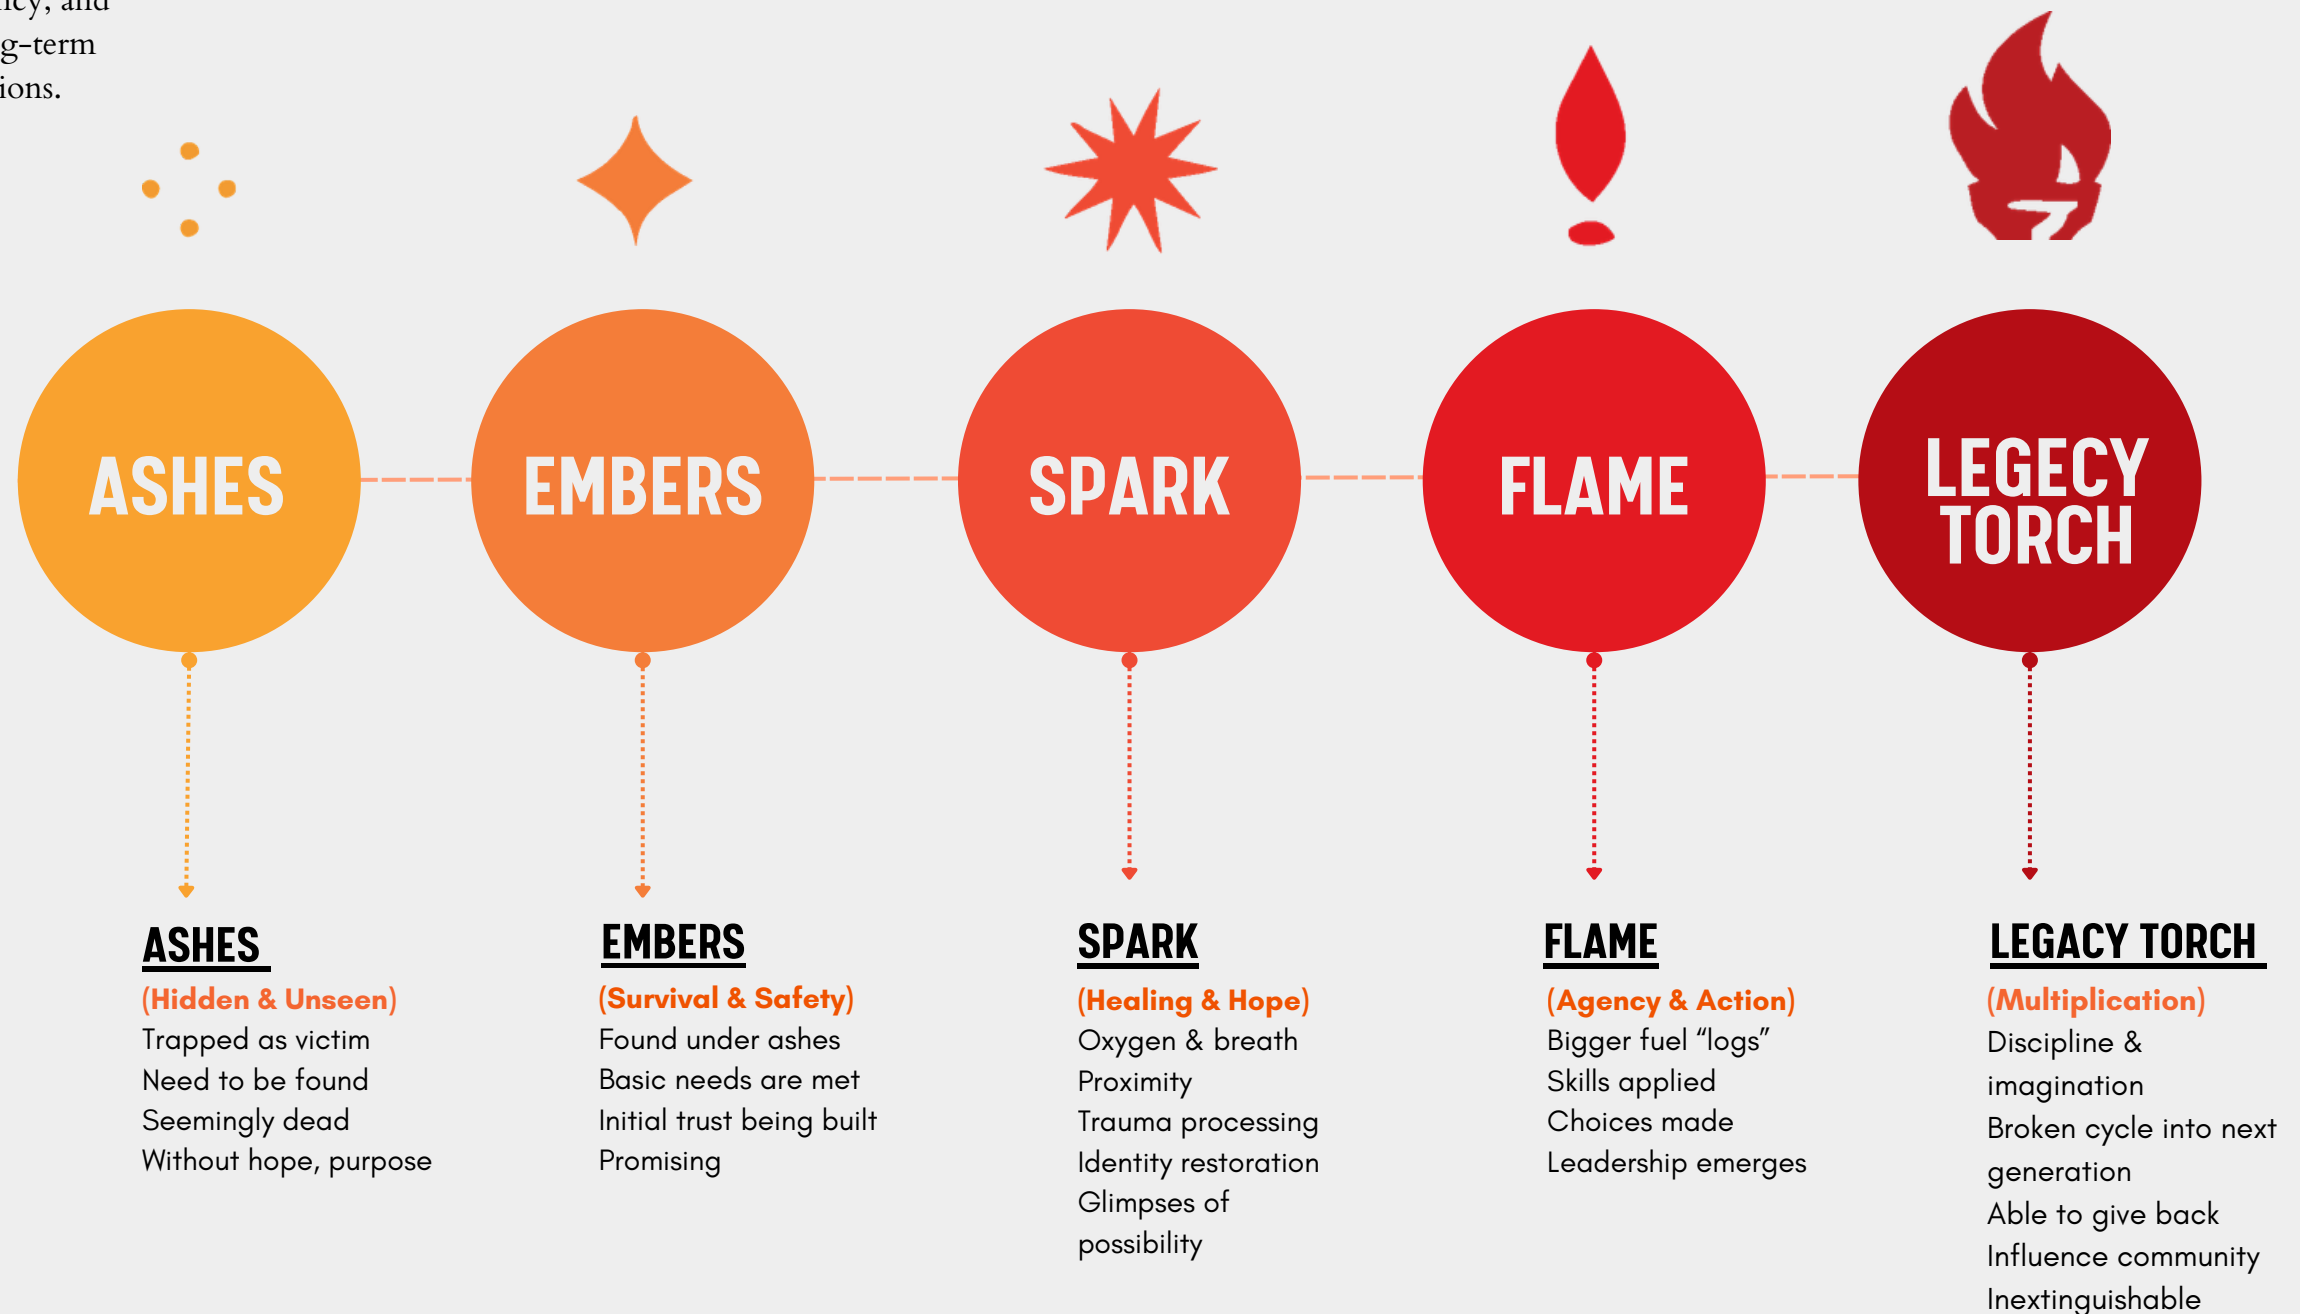 and
g-term
ions.
ASHES
EMBERS
SPARK
FLAME
LEGECY
TORCH
ASHES
(Hidden & Unseen)
Trapped as victim
Need to be found
Seemingly dead
Without hope, purpose
EMBERS
(Survival & Safety)
Found under ashes
Basic needs are met
Initial trust being built
Promising
SPARK
(Healing & Hope)
Oxygen & breath
Proximity
Trauma processing
Identity restoration
Glimpses of
possibility
FLAME
(Agency & Action)
Bigger fuel “logs”
Skills applied
Choices made
Leadership emerges
LEGACY TORCH
(Multiplication)
Discipline &
imagination
Broken cycle into next
generation
Able to give back
Influence community
Inextinguishable